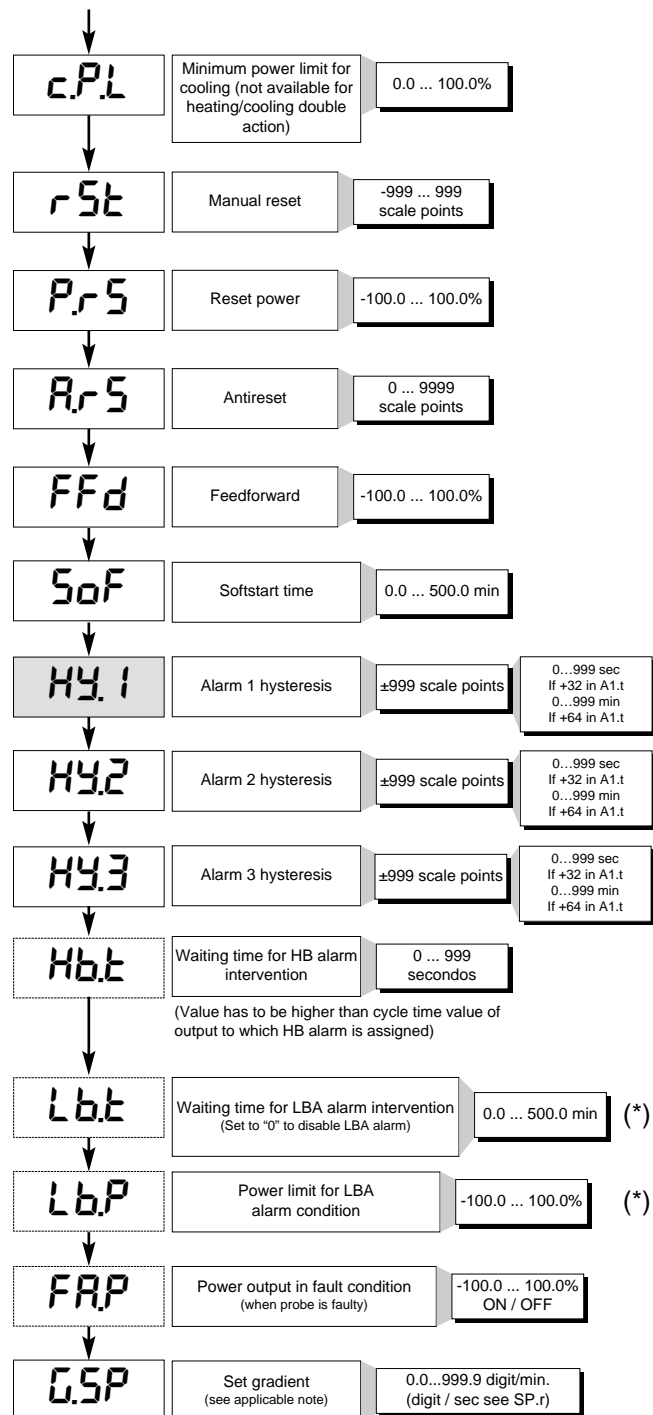 c.P.L
Minimum power limit for
cooling (not available for
heating/cooling double
action)
0.0 ... 100.0%
rSt
Manual reset
-999 ... 999
scale points
P.rS
Reset power
-100.0 ... 100.0%
A.rS
Antireset
0 ... 9999
scale points
FFd
Feedforward
-100.0 ... 100.0%
SoF
Softstart time
0.0 ... 500.0 min
HY.1
Alarm 1 hysteresis
±999 scale points
0…999 sec
If +32 in A1.t
0…999 min
If +64 in A1.t
HY.2
Alarm 2 hysteresis
±999 scale points
0…999 sec
If +32 in A1.t
0…999 min
If +64 in A1.t
HY.3
Alarm 3 hysteresis
±999 scale points
0…999 sec
If +32 in A1.t
0…999 min
If +64 in A1.t
Hb.t
Waiting time for HB alarm
intervention
0 ... 999
secondos
(Value has to be higher than cycle time value of
output to which HB alarm is assigned)
Lb.t
Waiting time for LBA alarm intervention
(Set to “0” to disable LBA alarm)
0.0 ... 500.0 min
(*)
Lb.P
Power limit for LBA
alarm condition
-100.0 ... 100.0%
(*)
FA.P
Power output in fault condition
(when probe is faulty)
-100.0 ... 100.0%
ON / OFF
G.SP
Set gradient
(see applicable note)
0.0...999.9 digit/min.
(digit / sec see SP.r)